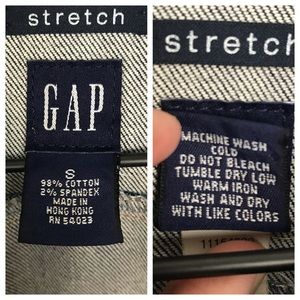 stretch
GAP
S
98% COTTON
2% SPANDEX
MADE IN
HONG KONG
RN 54023
stretch
MACHINE WASH
COLD
DO NOT BLEACH
TUMBLE DRY LOW
WARM IRON
WASH AND DRY
WITH LIKE COLORS